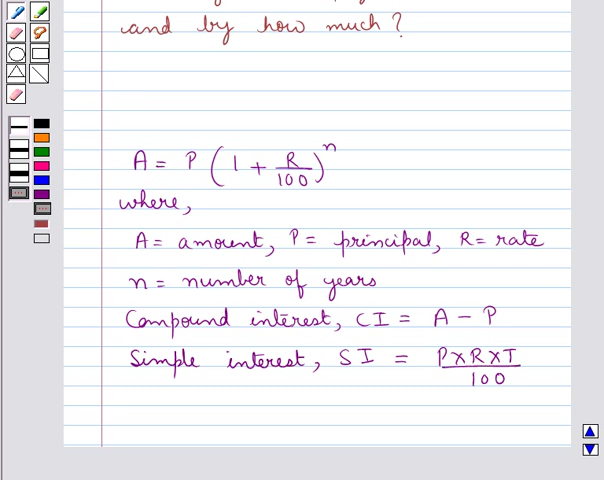 and by how much?
A = P (1 + R/100)^n
where,
A = amount, P = principal, R = rate
n = number of years
Compound interest, CI = A - P
Simple interest, SI = P×R×T/100